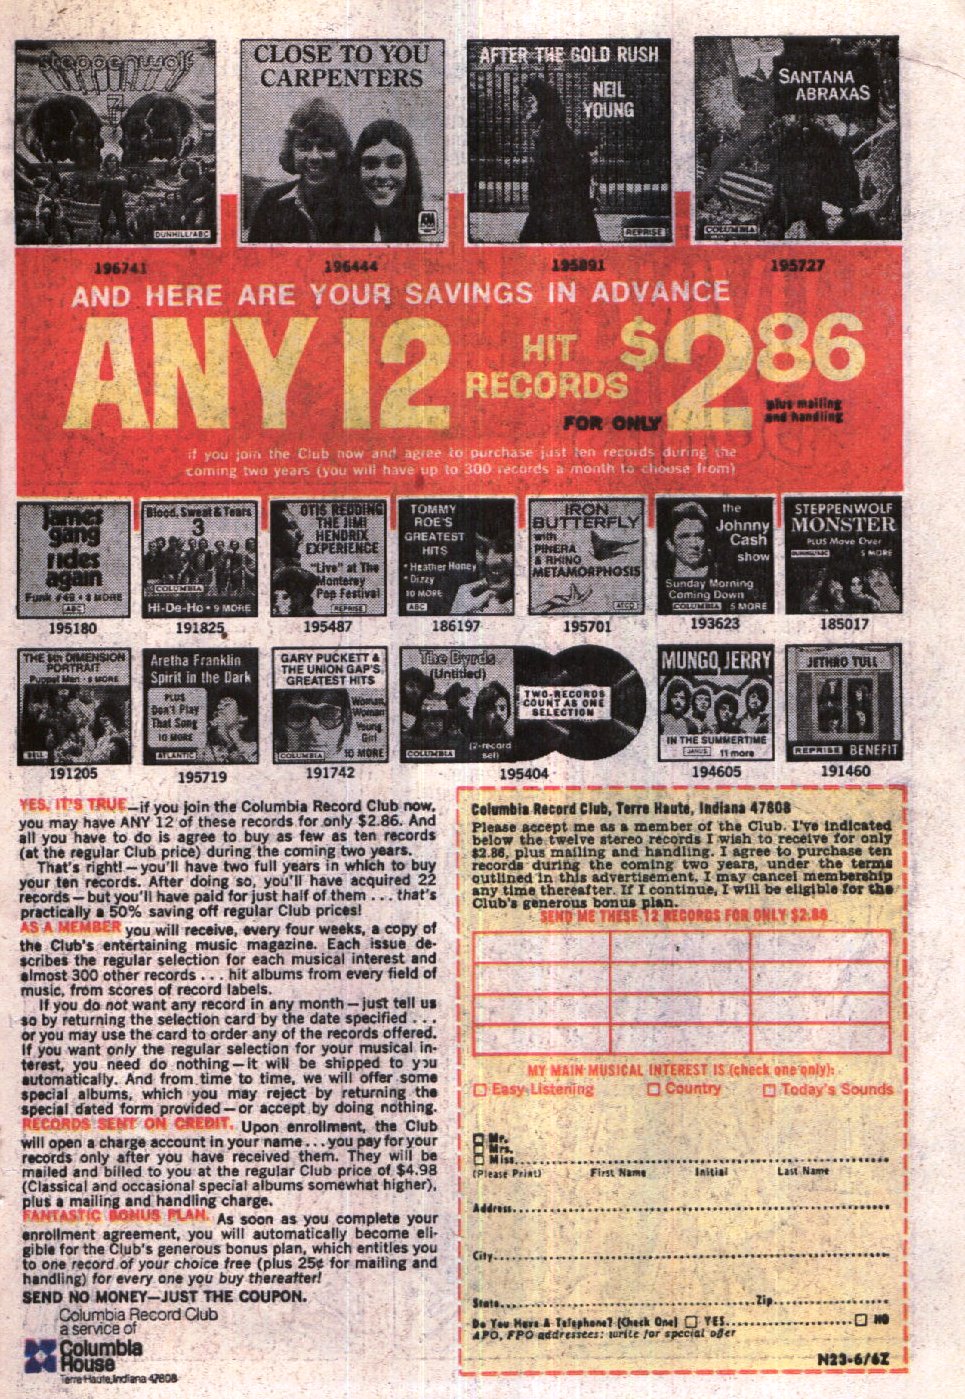 steppenwolf
7
DUNHILL/ABC
CLOSE TO YOU
CARPENTERS
A&M
AFTER THE GOLD RUSH
NEIL
YOUNG
REPRISE
SANTANA
ABRAXAS
COLUMBIA
196741
196444
195891
195727
AND HERE ARE YOUR SAVINGS IN ADVANCE
ANY 12 HIT RECORDS FOR ONLY $2.86
plus mailing
and handling
if you join the Club now and agree to purchase just ten records during the
coming two years (you will have up to 300 records a month to choose from)
james
gang
rides
again
Funk #49 • 8 MORE
ABC
195180
Blood, Sweat & Tears
3
COLUMBIA
Hi-De-Ho • 9 MORE
191825
OTIS REDDING
THE JIMI
HENDRIX
EXPERIENCE
"Live" at The
Monterey
Pop Festival
REPRISE
195487
TOMMY
ROE'S
GREATEST
HITS
• Heather Honey
• Dizzy
10 MORE
ABC
186197
IRON
BUTTERFLY
with
PINERA
& RHINO
METAMORPHOSIS
ATCO
195701
the
Johnny
Cash
show
Sunday Morning
Coming Down
COLUMBIA 5 MORE
193623
STEPPENWOLF
MONSTER
PLUS Move Over
5 MORE
185017
THE 5th DIMENSION
PORTRAIT
Puppet Man • 8 MORE
BELL
191205
Aretha Franklin
Spirit in the Dark
PLUS
Don't Play
That Song
10 MORE
ATLANTIC
195719
GARY PUCKETT &
THE UNION GAP'S
GREATEST HITS
Woman,
Woman
Young
Girl
COLUMBIA 10 MORE
191742
The Byrds
(Untitled)
COLUMBIA
(2-record
set)
TWO-RECORDS
COUNT AS ONE
SELECTION
195404
MUNGO JERRY
IN THE SUMMERTIME
JANUS 11 more
194605
JETHRO TULL
REPRISE BENEFIT
191460
YES, IT'S TRUE—if you join the Columbia Record Club now,
you may have ANY 12 of these records for only $2.86. And
all you have to do is agree to buy as few as ten records
(at the regular Club price) during the coming two years.
That's right!—you'll have two full years in which to buy
your ten records. After doing so, you'll have acquired 22
records—but you'll have paid for just half of them . . . that's
practically a 50% saving off regular Club prices!
AS A MEMBER you will receive, every four weeks, a copy of
the Club's entertaining music magazine. Each issue de-
scribes the regular selection for each musical interest and
almost 300 other records . . . hit albums from every field of
music, from scores of record labels.
If you do not want any record in any month—just tell us
so by returning the selection card by the date specified . . .
or you may use the card to order any of the records offered.
If you want only the regular selection for your musical in-
terest, you need do nothing—it will be shipped to you
automatically. And from time to time, we will offer some
special albums, which you may reject by returning the
special dated form provided—or accept by doing nothing.
RECORDS SENT ON CREDIT. Upon enrollment, the Club
will open a charge account in your name . . . you pay for your
records only after you have received them. They will be
mailed and billed to you at the regular Club price of $4.98
(Classical and occasional special albums somewhat higher),
plus a mailing and handling charge.
FANTASTIC BONUS PLAN. As soon as you complete your
enrollment agreement, you will automatically become eli-
gible for the Club's generous bonus plan, which entitles you
to one record of your choice free (plus 25¢ for mailing and
handling) for every one you buy thereafter!
SEND NO MONEY—JUST THE COUPON.
Columbia Record Club
a service of
Columbia
House
Terre Haute, Indiana 47808
Columbia Record Club, Terre Haute, Indiana 47808
Please accept me as a member of the Club. I've indicated
below the twelve stereo records I wish to receive for only
$2.86, plus mailing and handling. I agree to purchase ten
records during the coming two years, under the terms
outlined in this advertisement. I may cancel membership
any time thereafter. If I continue, I will be eligible for the
Club's generous bonus plan.
SEND ME THESE 12 RECORDS FOR ONLY $2.86
MY MAIN MUSICAL INTEREST IS (check one only):
Easy Listening Country Today's Sounds
Mr.
Mrs.
Miss
(Please Print) First Name Initial Last Name
Address
City
State Zip
Do You Have A Telephone? (Check One) YES NO
APO, FPO addressees: write for special offer
N23-6/6Z